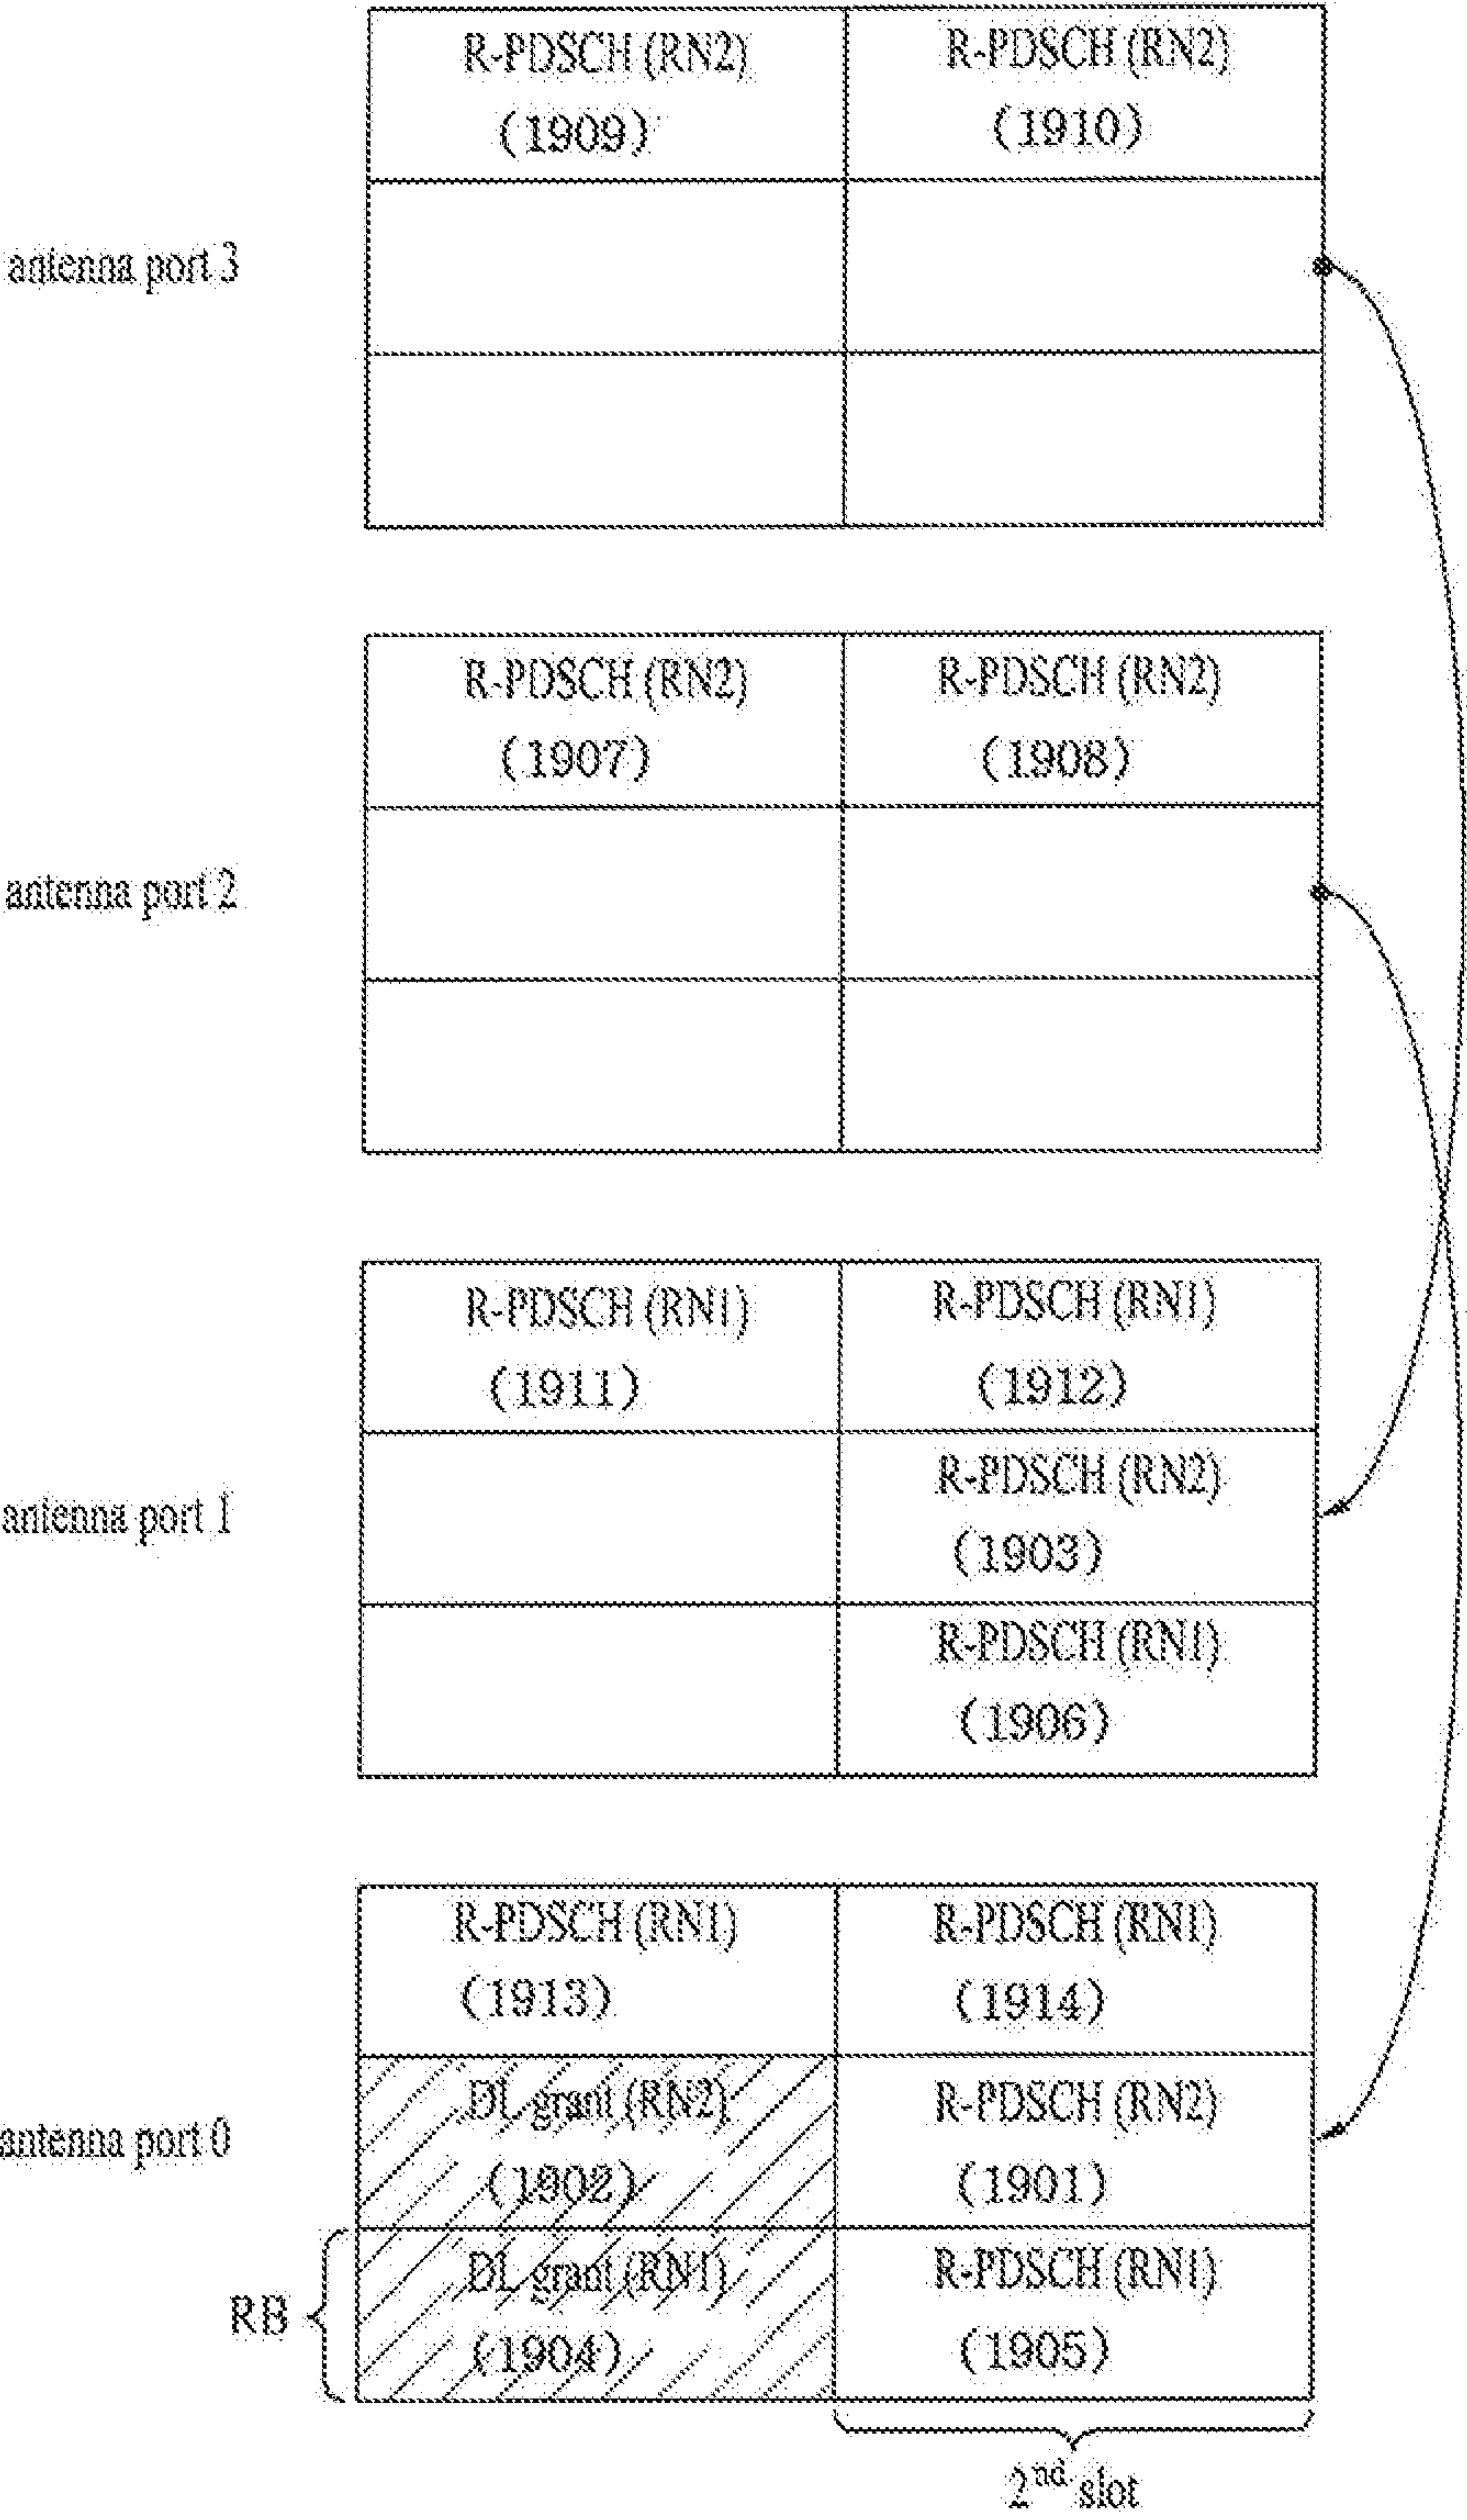 R-PDSCH (RN2) R-PDSCH (RN2)
(1909) (1910)
antenna port 3
R-PDSCH (RN2) R-PDSCH (RN2)
(1907) (1908)
antenna port 2
R-PDSCH (RN1) R-PDSCH (RN1)
(1911) (1912)
R-PDSCH (RN2)
antenna port 1
(1903)
R-PDSCH (RN1)
(1906)
R-PDSCH (RN1) R-PDSCH (RN1)
(1913) (1914)
DL grant (RN2) R-PDSCH (RN2)
antenna port 0
(1902) (1901)
DL grant (RN1) R-PDSCH (RN1)
RB
(1904) (1905)
2nd slot